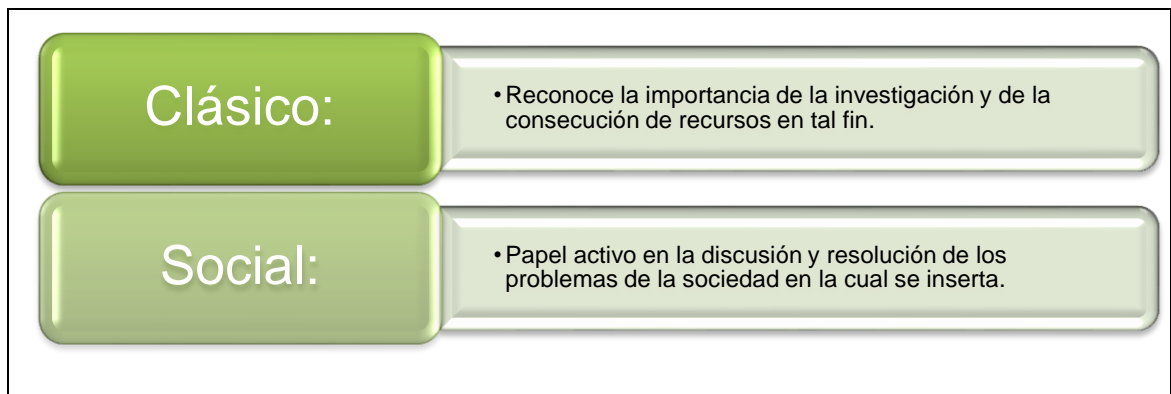 Clásico:
• Reconoce la importancia de la investigación y de la
consecución de recursos en tal fin.
Social:
• Papel activo en la discusión y resolución de los
problemas de la sociedad en la cual se inserta.